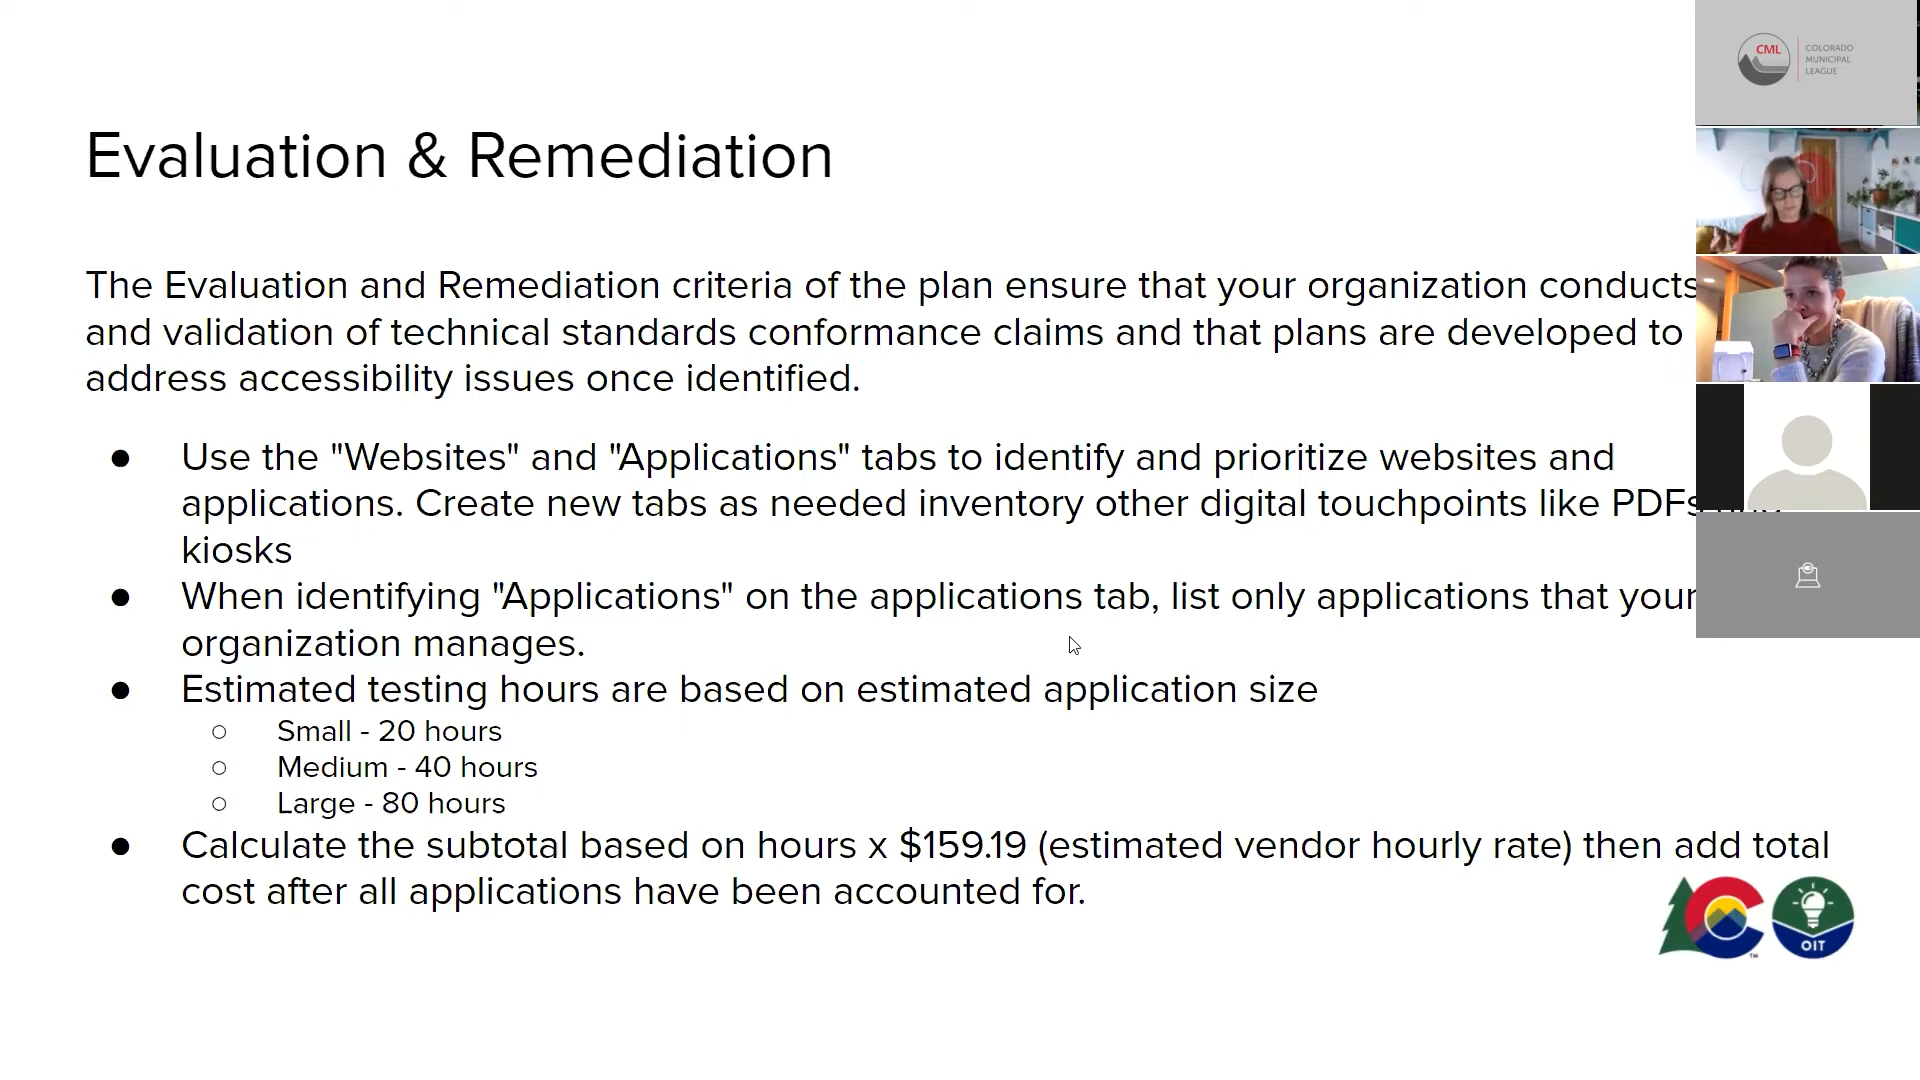 CML
COLORADO
MUNICIPAL
LEAGUE
Evaluation & Remediation
The Evaluation and Remediation criteria of the plan ensure that your organization conducts
and validation of technical standards conformance claims and that plans are developed to
address accessibility issues once identified.
● Use the "Websites" and "Applications" tabs to identify and prioritize websites and
applications. Create new tabs as needed inventory other digital touchpoints like PDFs
kiosks
● When identifying "Applications" on the applications tab, list only applications that your
organization manages.
● Estimated testing hours are based on estimated application size
○ Small - 20 hours
○ Medium - 40 hours
○ Large - 80 hours
● Calculate the subtotal based on hours x $159.19 (estimated vendor hourly rate) then add total
cost after all applications have been accounted for.
TM
OIT